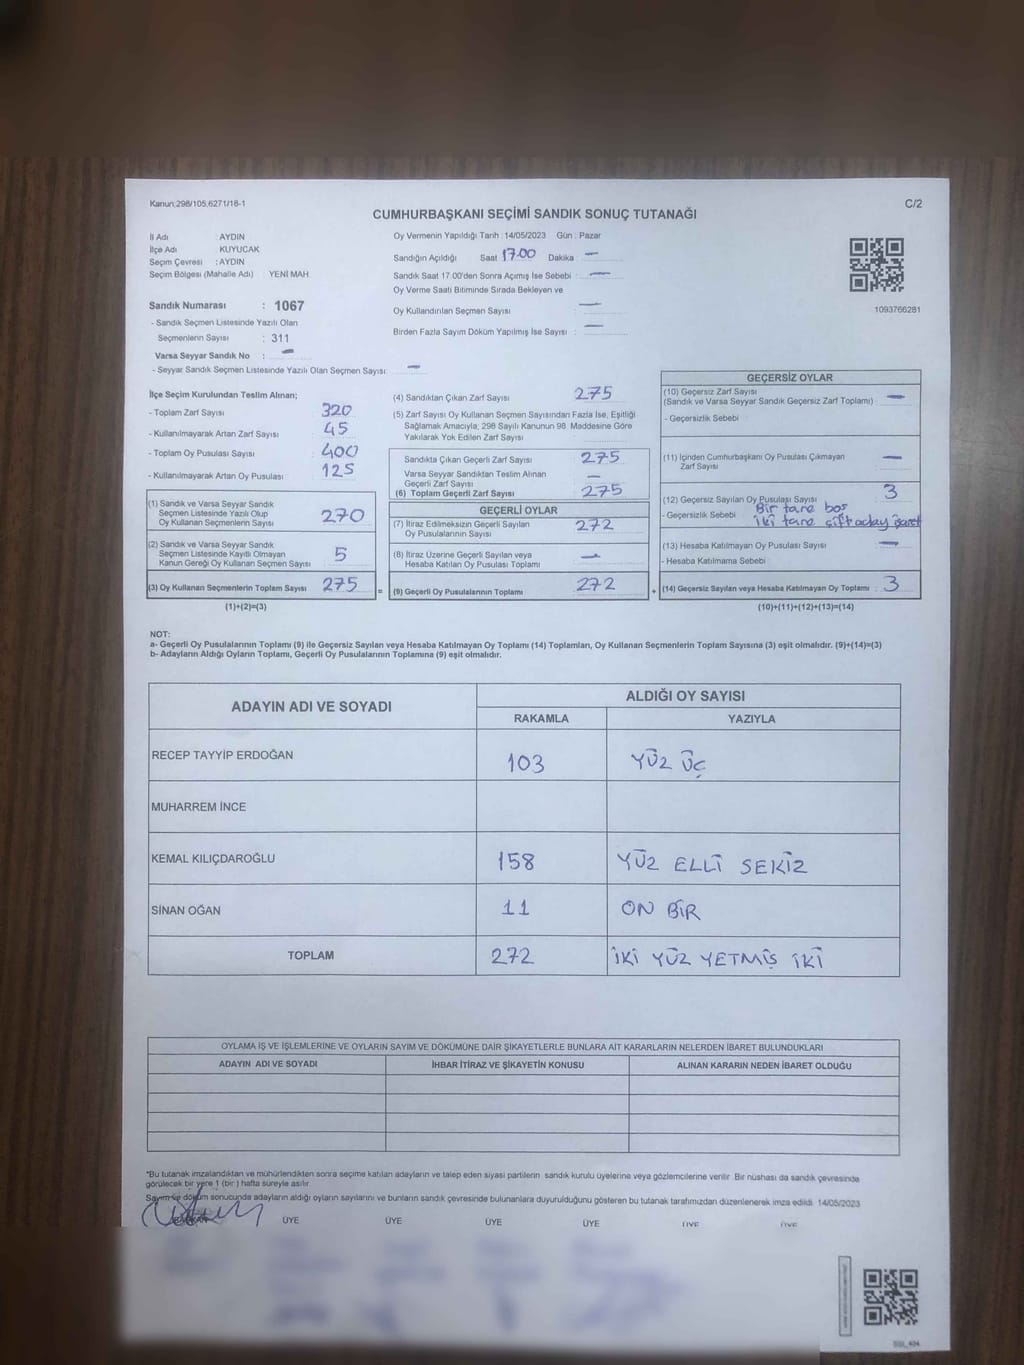 Kanun:298/105,6271/16-1
C/2
CUMHURBAŞKANI SEÇİMİ SANDIK SONUÇ TUTANAĞI
İl Adı : AYDIN
İlçe Adı : KUYUCAK
Seçim Çevresi : AYDIN
Seçim Bölgesi (Mahalle Adı) : YENİ MAH.
Sandık Numarası : 1067
- Sandık Seçmen Listesinde Yazılı Olan
Seçmenlerin Sayısı : 311
Varsa Seyyar Sandık No : —
- Seyyar Sandık Seçmen Listesinde Yazılı Olan Seçmen Sayısı: —
Oy Vermenin Yapıldığı Tarih : 14/05/2023 Gün : Pazar
Sandığın Açıldığı Saat 17.00 Dakika —
Sandık Saat 17.00'den Sonra Açımış İse Sebebi : —
Oy Verme Saati Bitiminde Sırada Bekleyen ve
Oy Kullandırılan Seçmen Sayısı : —
Birden Fazla Sayım Döküm Yapılmış İse Sayısı : —
1093766281
İlçe Seçim Kurulundan Teslim Alınan;
- Toplam Zarf Sayısı 320
- Kullanılmayarak Artan Zarf Sayısı 45
- Toplam Oy Pusulası Sayısı 400
- Kullanılmayarak Artan Oy Pusulası 125
(1) Sandık ve Varsa Seyyar Sandık
Seçmen Listesinde Yazılı Olup
Oy Kullanan Seçmenlerin Sayısı 270
(2) Sandık ve Varsa Seyyar Sandık
Seçmen Listesinde Kayıtlı Olmayan
Kanun Gereği Oy Kullanan Seçmen Sayısı 5
(3) Oy Kullanan Seçmenlerin Toplam Sayısı 275 =
(1)+(2)=(3)
(4) Sandıktan Çıkan Zarf Sayısı 275
(5) Zarf Sayısı Oy Kullanan Seçmen Sayısından Fazla İse, Eşitliği
Sağlamak Amacıyla, 298 Sayılı Kanunun 98. Maddesine Göre
Yakılarak Yok Edilen Zarf Sayısı
Sandıkta Çıkan Geçerli Zarf Sayısı 275
Varsa Seyyar Sandıktan Teslim Alınan
Geçerli Zarf Sayısı —
(6) Toplam Geçerli Zarf Sayısı 275
GEÇERLİ OYLAR
(7) İtiraz Edilmeksizin Geçerli Sayılan
Oy Pusulalarının Sayısı 272
(8) İtiraz Üzerine Geçerli Sayılan veya
Hesaba Katılan Oy Pusulası Toplamı —
(9) Geçerli Oy Pusulalarının Toplamı 272 +
GEÇERSİZ OYLAR
(10) Geçersiz Zarf Sayısı
(Sandık ve Varsa Seyyar Sandık Geçersiz Zarf Toplamı) —
- Geçersizlik Sebebi
(11) İçinden Cumhurbaşkanı Oy Pusulası Çıkmayan
Zarf Sayısı —
(12) Geçersiz Sayılan Oy Pusulası Sayısı 3
- Geçersizlik Sebebi Bir tane boş
iki tane çift aday işaret
(13) Hesaba Katılmayan Oy Pusulası Sayısı —
- Hesaba Katılmama Sebebi
(14) Geçersiz Sayılan veya Hesaba Katılmayan Oy Toplamı 3
(10)+(11)+(12)+(13)=(14)
NOT:
a- Geçerli Oy Pusulalarının Toplamı (9) ile Geçersiz Sayılan veya Hesaba Katılmayan Oy Toplamı (14) Toplamları, Oy Kullanan Seçmenlerin Toplam Sayısına (3) eşit olmalıdır. (9)+(14)=(3)
b- Adayların Aldığı Oyların Toplamı, Geçerli Oy Pusulalarının Toplamına (9) eşit olmalıdır.
ADAYIN ADI VE SOYADI
ALDIĞI OY SAYISI
RAKAMLA YAZIYLA
RECEP TAYYİP ERDOĞAN 103 YÜZ ÜÇ
MUHARREM İNCE
KEMAL KILIÇDAROĞLU 158 YÜZ ELLİ SEKİZ
SİNAN OĞAN 11 ON BİR
TOPLAM 272 İKİ YÜZ YETMİŞ İKİ
OYLAMA İŞ VE İŞLEMLERİNE VE OYLARIN SAYIM VE DÖKÜMÜNE DAİR ŞİKAYETLERLE BUNLARA AİT KARARLARIN NELERDEN İBARET BULUNDUKLARI
ADAYIN ADI VE SOYADI İHBAR İTİRAZ VE ŞİKAYETİN KONUSU ALINAN KARARIN NEDEN İBARET OLDUĞU
*Bu tutanak imzalandıktan ve mühürlendikten sonra seçime katılan adayların ve talep eden siyasi partilerin sandık kurulu üyelerine veya gözlemcilerine verilir. Bir nüshası da sandık çevresinde
görülecek bir yere 1 (bir) hafta süreyle asılır.
Sayım ve döküm sonucunda adayların aldığı oyların sayılarını ve bunların sandık çevresinde bulunanlara duyurulduğunu gösteren bu tutanak tarafımızdan düzenlenerek imza edildi. 14/05/2023
BAŞKAN ÜYE ÜYE ÜYE ÜYE ÜYE ÜYE